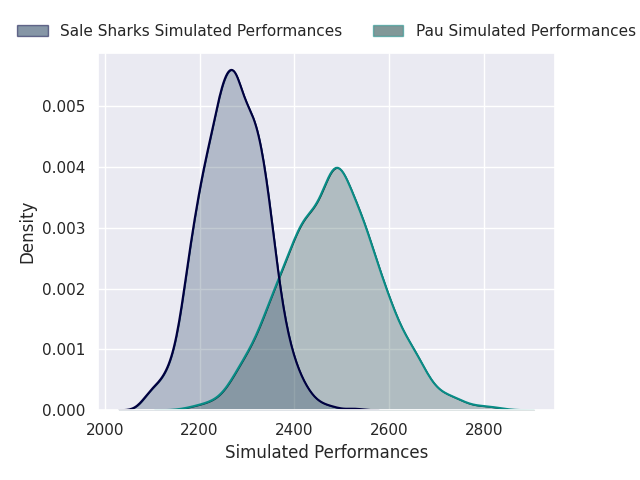 Sale Sharks Simulated Performances
Pau Simulated Performances
0.005
0.004
0.003
0.002
0.001
0.000
Density
2000 2200 2400 2600 2800
Simulated Performances